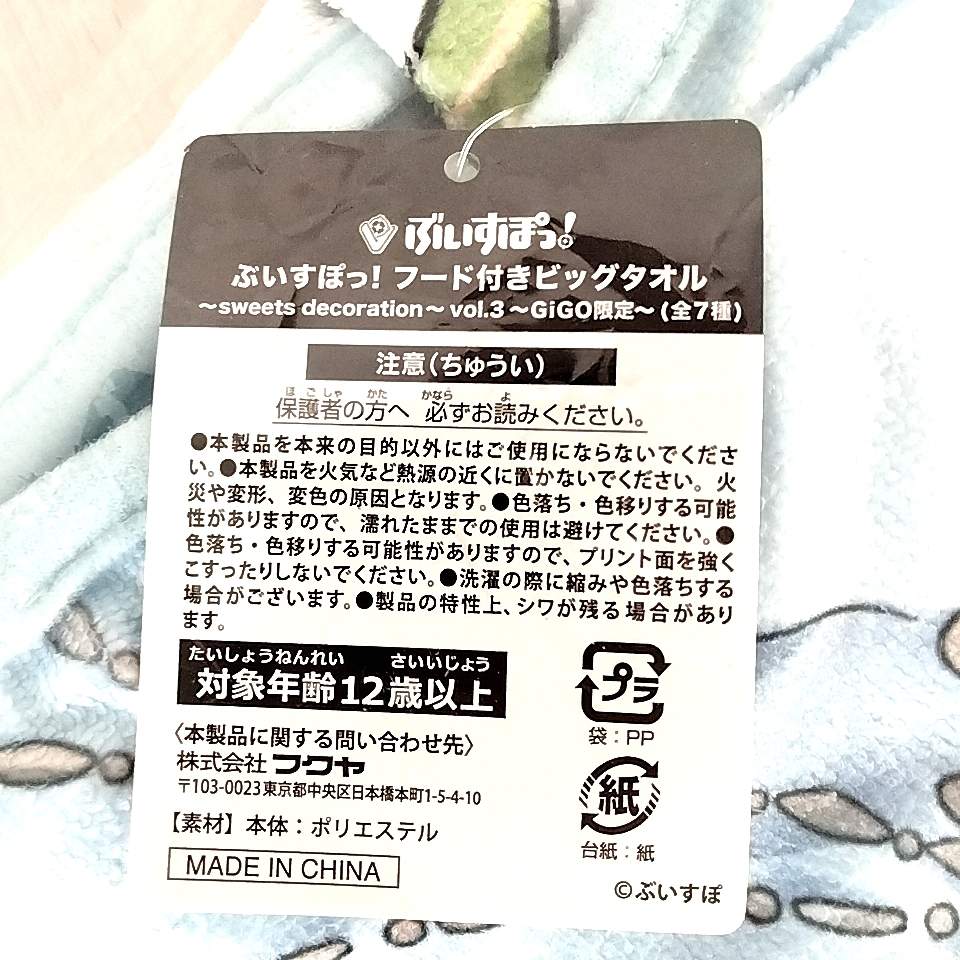 ぶいすぽっ!
ぶいすぽっ! フード付きビッグタオル
～sweets decoration～ vol.3 ～GiGO限定～ (全7種)
注意(ちゅうい)
ほごしゃ かた かなら よ
保護者の方へ 必ずお読みください。
●本製品を本来の目的以外にはご使用にならないでくださ
い。●本製品を火気など熱源の近くに置かないでください。火
災や変形、変色の原因となります。●色落ち・色移りする可能
性がありますので、濡れたままでの使用は避けてください。●
色落ち・色移りする可能性がありますので、プリント面を強く
こすったりしないでください。●洗濯の際に縮みや色落ちする
場合がございます。●製品の特性上、シワが残る場合があり
ます。
たいしょうねんれい さいいじょう
対象年齢12歳以上
〈本製品に関する問い合わせ先〉
株式会社フクヤ
〒103-0023東京都中央区日本橋本町1-5-4-10
【素材】本体：ポリエステル
MADE IN CHINA
プラ
袋：PP
紙
台紙：紙
©ぶいすぽ